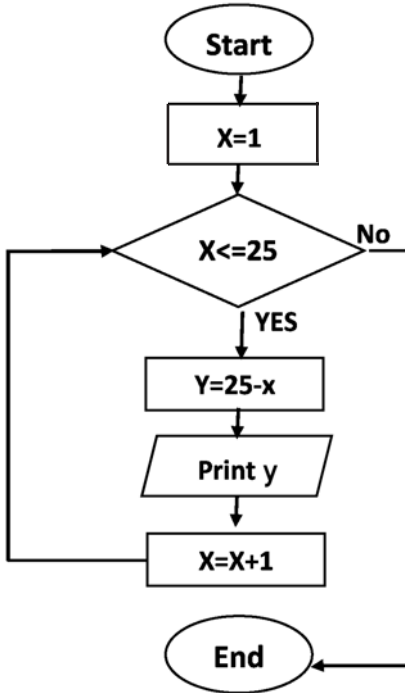 Start
X=1
X<=25
No
YES
Y=25-x
Print y
X=X+1
End